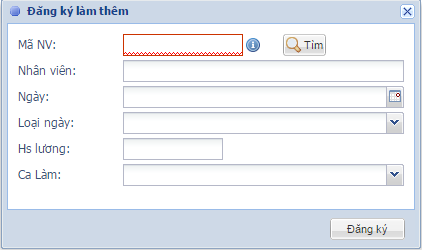 Đăng ký làm thêm
Mã NV: Tìm
Nhân viên:
Ngày:
Loại ngày:
Hs lương:
Ca Làm:
Đăng ký